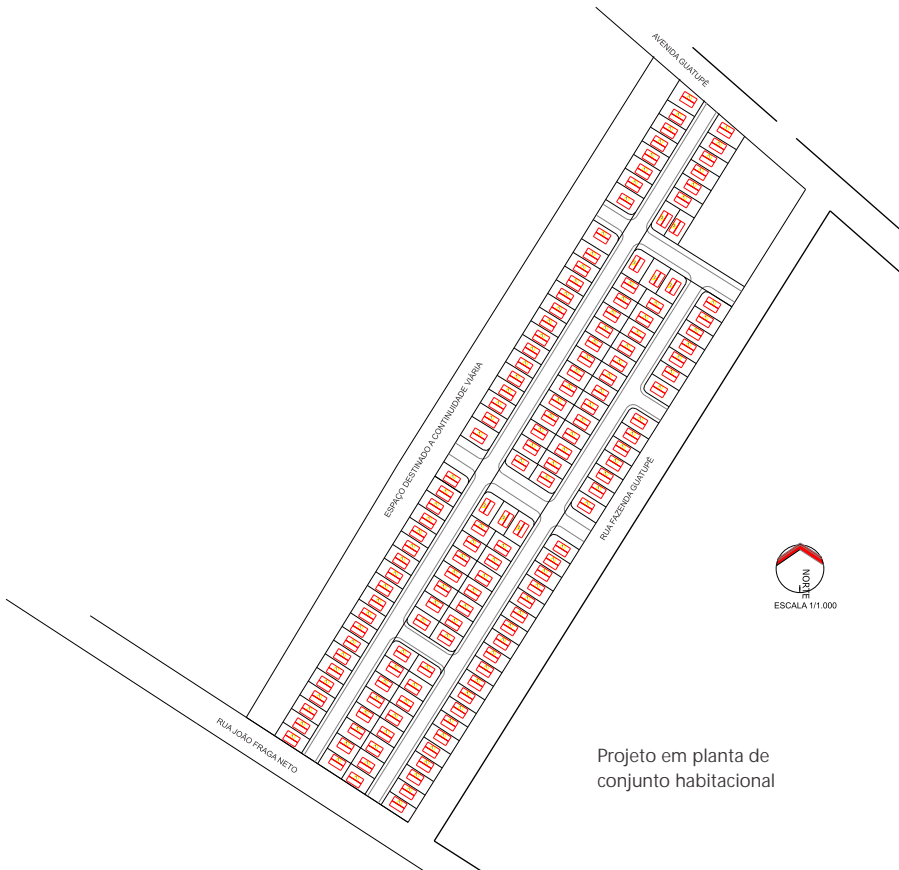 AVENIDA GUATUPÊ
ESPAÇO DESTINADO A CONTINUIDADE VIÁRIA
RUA FAZENDA GUATUPÊ
NORTE
ESCALA 1/1.000
RUA JOÃO FRAGA NETO
Projeto em planta de
conjunto habitacional